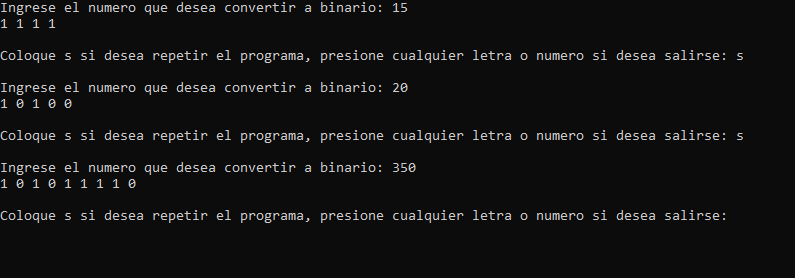 Ingrese el numero que desea convertir a binario: 15
1 1 1 1
Coloque s si desea repetir el programa, presione cualquier letra o numero si desea salirse: s
Ingrese el numero que desea convertir a binario: 20
1 0 1 0 0
Coloque s si desea repetir el programa, presione cualquier letra o numero si desea salirse: s
Ingrese el numero que desea convertir a binario: 350
1 0 1 0 1 1 1 1 0
Coloque s si desea repetir el programa, presione cualquier letra o numero si desea salirse: